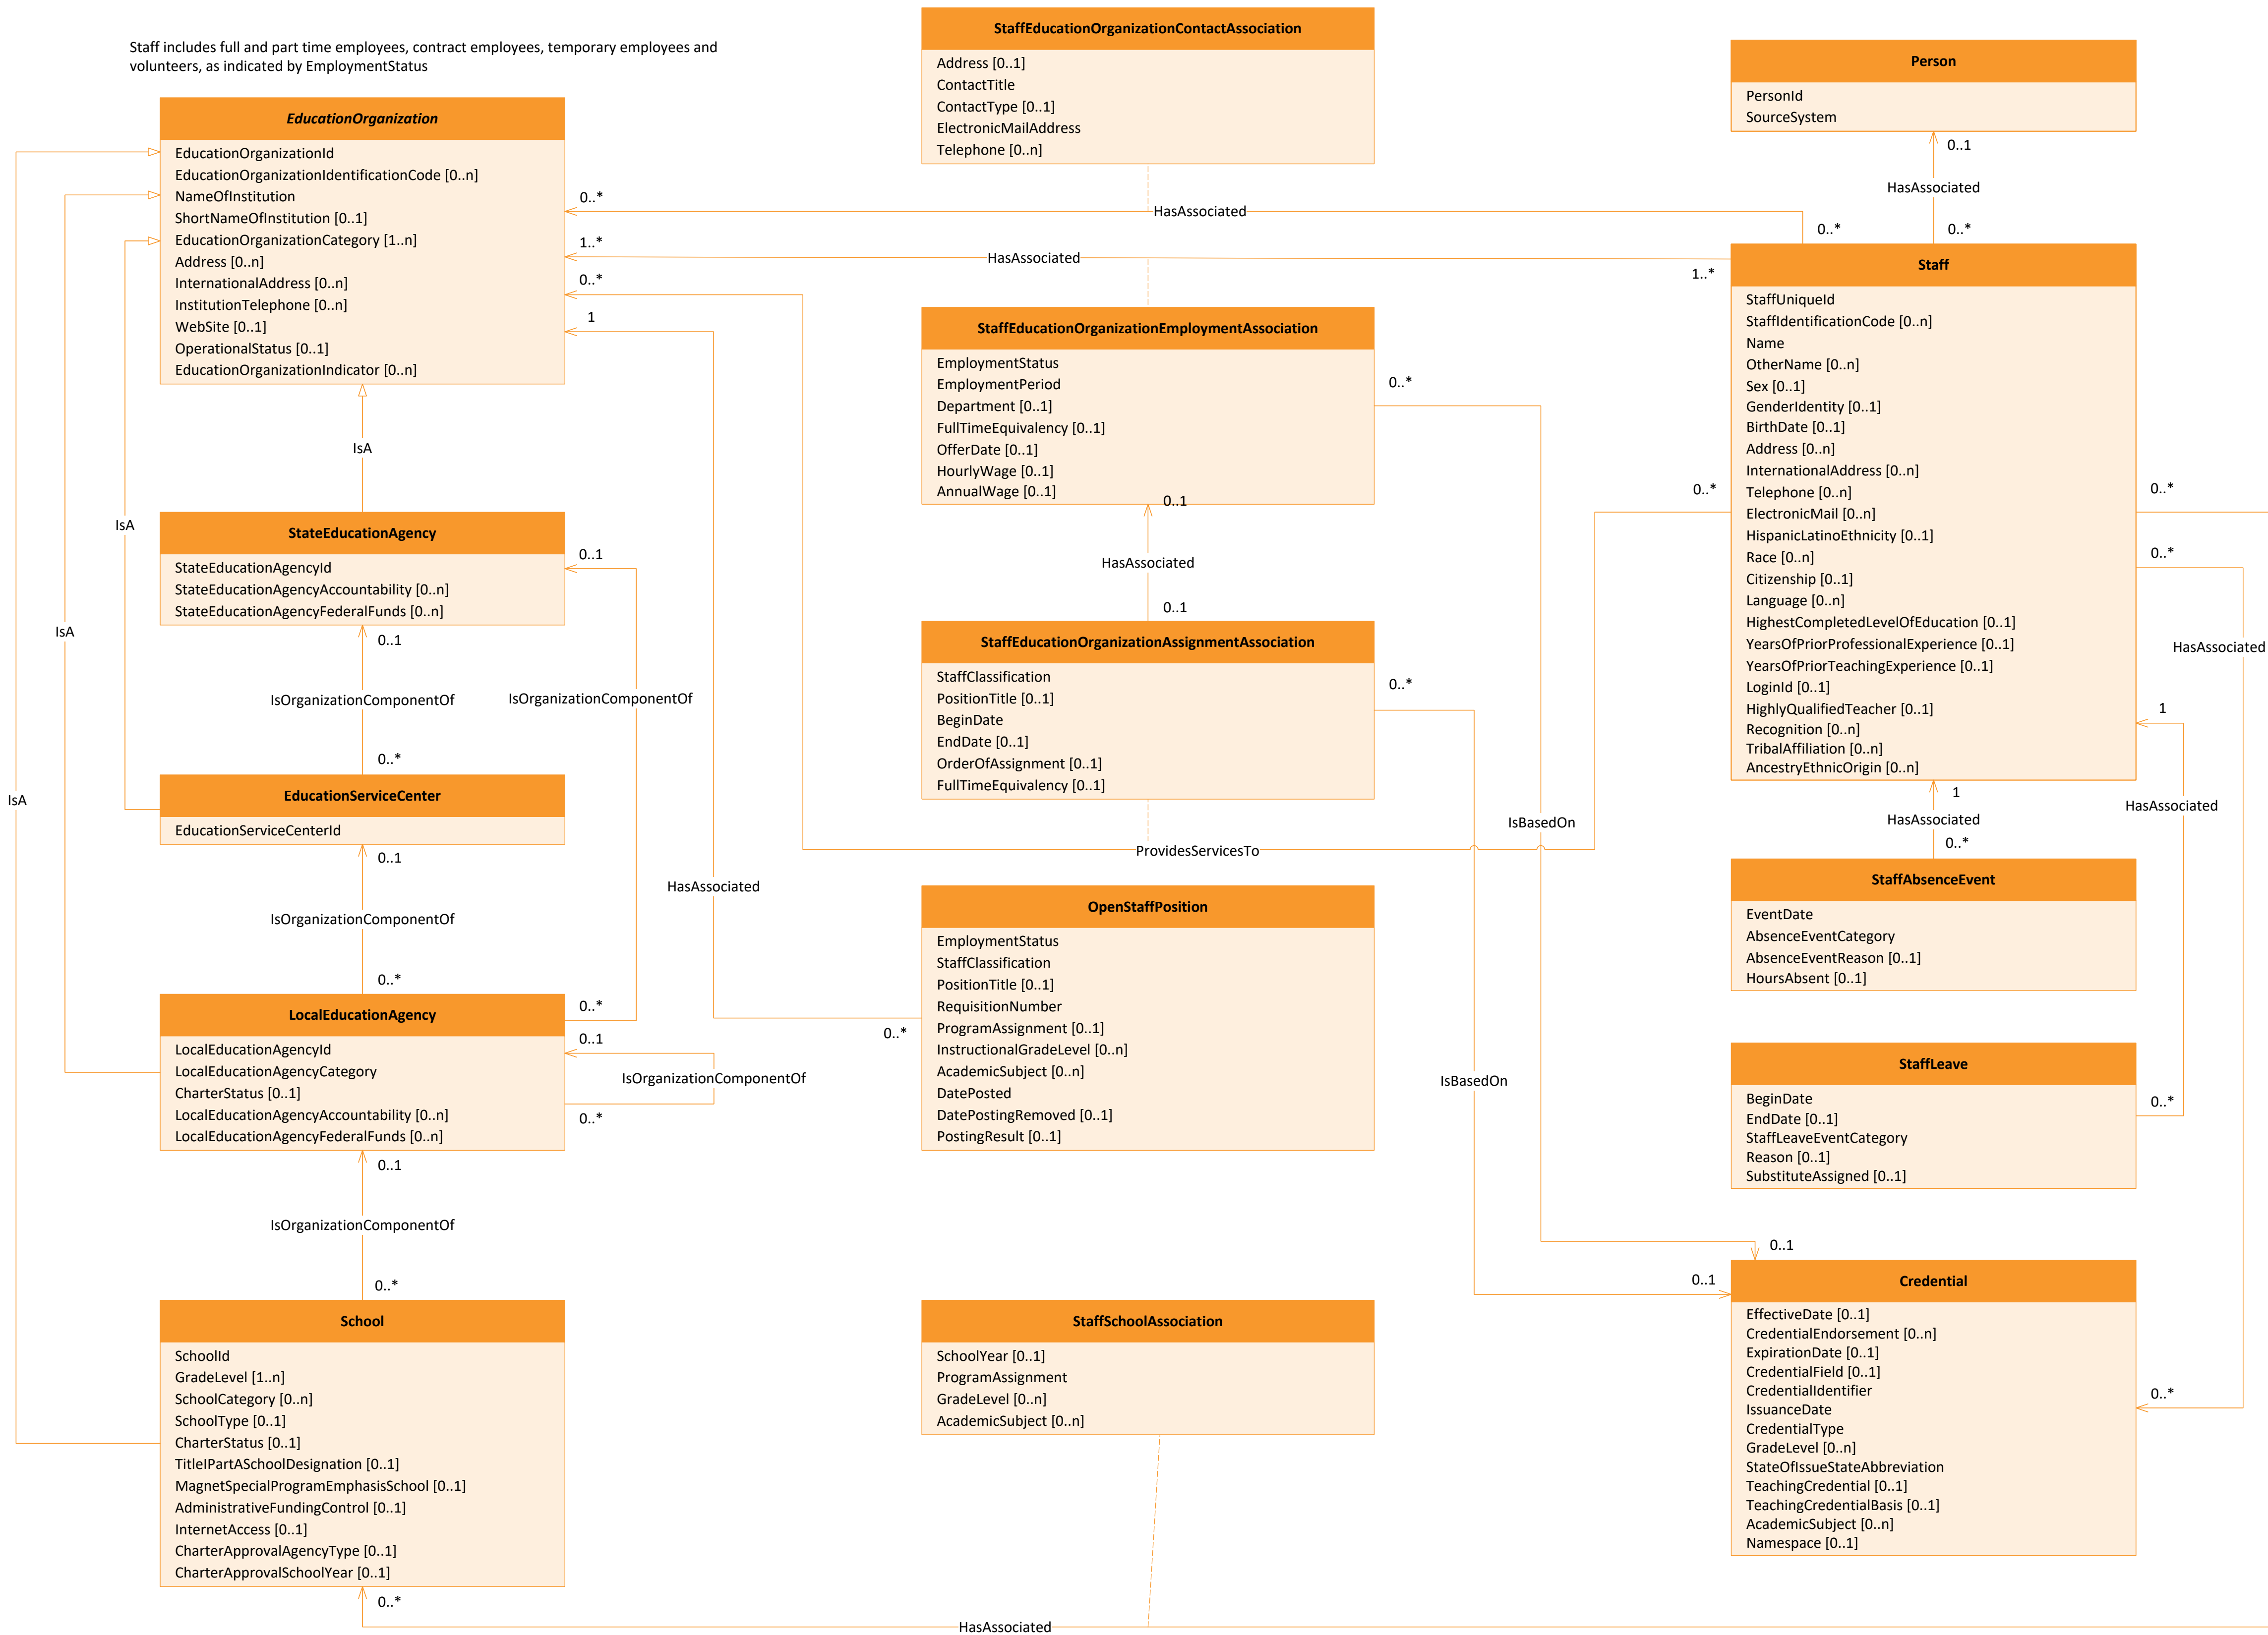 Staff includes full and part time employees, contract employees, temporary employees and
volunteers, as indicated by EmploymentStatus
EducationOrganization
EducationOrganizationId
EducationOrganizationIdentificationCode [0..n]
NameOfInstitution
ShortNameOfInstitution [0..1]
EducationOrganizationCategory [1..n]
Address [0..n]
InternationalAddress [0..n]
InstitutionTelephone [0..n]
WebSite [0..1]
OperationalStatus [0..1]
EducationOrganizationIndicator [0..n]
IsA
IsA
IsA
IsA
StateEducationAgency
StateEducationAgencyId
StateEducationAgencyAccountability [0..n]
StateEducationAgencyFederalFunds [0..n]
0..1
0..1
IsOrganizationComponentOf
IsOrganizationComponentOf
0..*
EducationServiceCenter
EducationServiceCenterId
0..1
IsOrganizationComponentOf
0..*
LocalEducationAgency
LocalEducationAgencyId
LocalEducationAgencyCategory
CharterStatus [0..1]
LocalEducationAgencyAccountability [0..n]
LocalEducationAgencyFederalFunds [0..n]
0..*
0..1
IsOrganizationComponentOf
0..*
0..1
IsOrganizationComponentOf
0..*
School
SchoolId
GradeLevel [1..n]
SchoolCategory [0..n]
SchoolType [0..1]
CharterStatus [0..1]
TitleIPartASchoolDesignation [0..1]
MagnetSpecialProgramEmphasisSchool [0..1]
AdministrativeFundingControl [0..1]
InternetAccess [0..1]
CharterApprovalAgencyType [0..1]
CharterApprovalSchoolYear [0..1]
0..*
HasAssociated
StaffEducationOrganizationContactAssociation
Address [0..1]
ContactTitle
ContactType [0..1]
ElectronicMailAddress
Telephone [0..n]
0..*
HasAssociated
0..*
1..*
HasAssociated
1..*
0..*
1
StaffEducationOrganizationEmploymentAssociation
EmploymentStatus
EmploymentPeriod
Department [0..1]
FullTimeEquivalency [0..1]
OfferDate [0..1]
HourlyWage [0..1]
AnnualWage [0..1]
0..*
0..1
HasAssociated
0..1
StaffEducationOrganizationAssignmentAssociation
StaffClassification
PositionTitle [0..1]
BeginDate
EndDate [0..1]
OrderOfAssignment [0..1]
FullTimeEquivalency [0..1]
0..*
0..*
IsBasedOn
ProvidesServicesTo
HasAssociated
OpenStaffPosition
EmploymentStatus
StaffClassification
PositionTitle [0..1]
RequisitionNumber
ProgramAssignment [0..1]
InstructionalGradeLevel [0..n]
AcademicSubject [0..n]
DatePosted
DatePostingRemoved [0..1]
PostingResult [0..1]
0..*
IsBasedOn
StaffSchoolAssociation
SchoolYear [0..1]
ProgramAssignment
GradeLevel [0..n]
AcademicSubject [0..n]
Person
PersonId
SourceSystem
0..1
HasAssociated
0..*
Staff
StaffUniqueId
StaffIdentificationCode [0..n]
Name
OtherName [0..n]
Sex [0..1]
GenderIdentity [0..1]
BirthDate [0..1]
Address [0..n]
InternationalAddress [0..n]
Telephone [0..n]
ElectronicMail [0..n]
HispanicLatinoEthnicity [0..1]
Race [0..n]
Citizenship [0..1]
Language [0..n]
HighestCompletedLevelOfEducation [0..1]
YearsOfPriorProfessionalExperience [0..1]
YearsOfPriorTeachingExperience [0..1]
LoginId [0..1]
HighlyQualifiedTeacher [0..1]
Recognition [0..n]
TribalAffiliation [0..n]
AncestryEthnicOrigin [0..n]
0..*
0..*
HasAssociated
1
HasAssociated
1
HasAssociated
0..*
StaffAbsenceEvent
EventDate
AbsenceEventCategory
AbsenceEventReason [0..1]
HoursAbsent [0..1]
StaffLeave
BeginDate
EndDate [0..1]
StaffLeaveEventCategory
Reason [0..1]
SubstituteAssigned [0..1]
0..*
0..1
0..1
Credential
EffectiveDate [0..1]
CredentialEndorsement [0..n]
ExpirationDate [0..1]
CredentialField [0..1]
CredentialIdentifier
IssuanceDate
CredentialType
GradeLevel [0..n]
StateOfIssueStateAbbreviation
TeachingCredential [0..1]
TeachingCredentialBasis [0..1]
AcademicSubject [0..n]
Namespace [0..1]
0..*